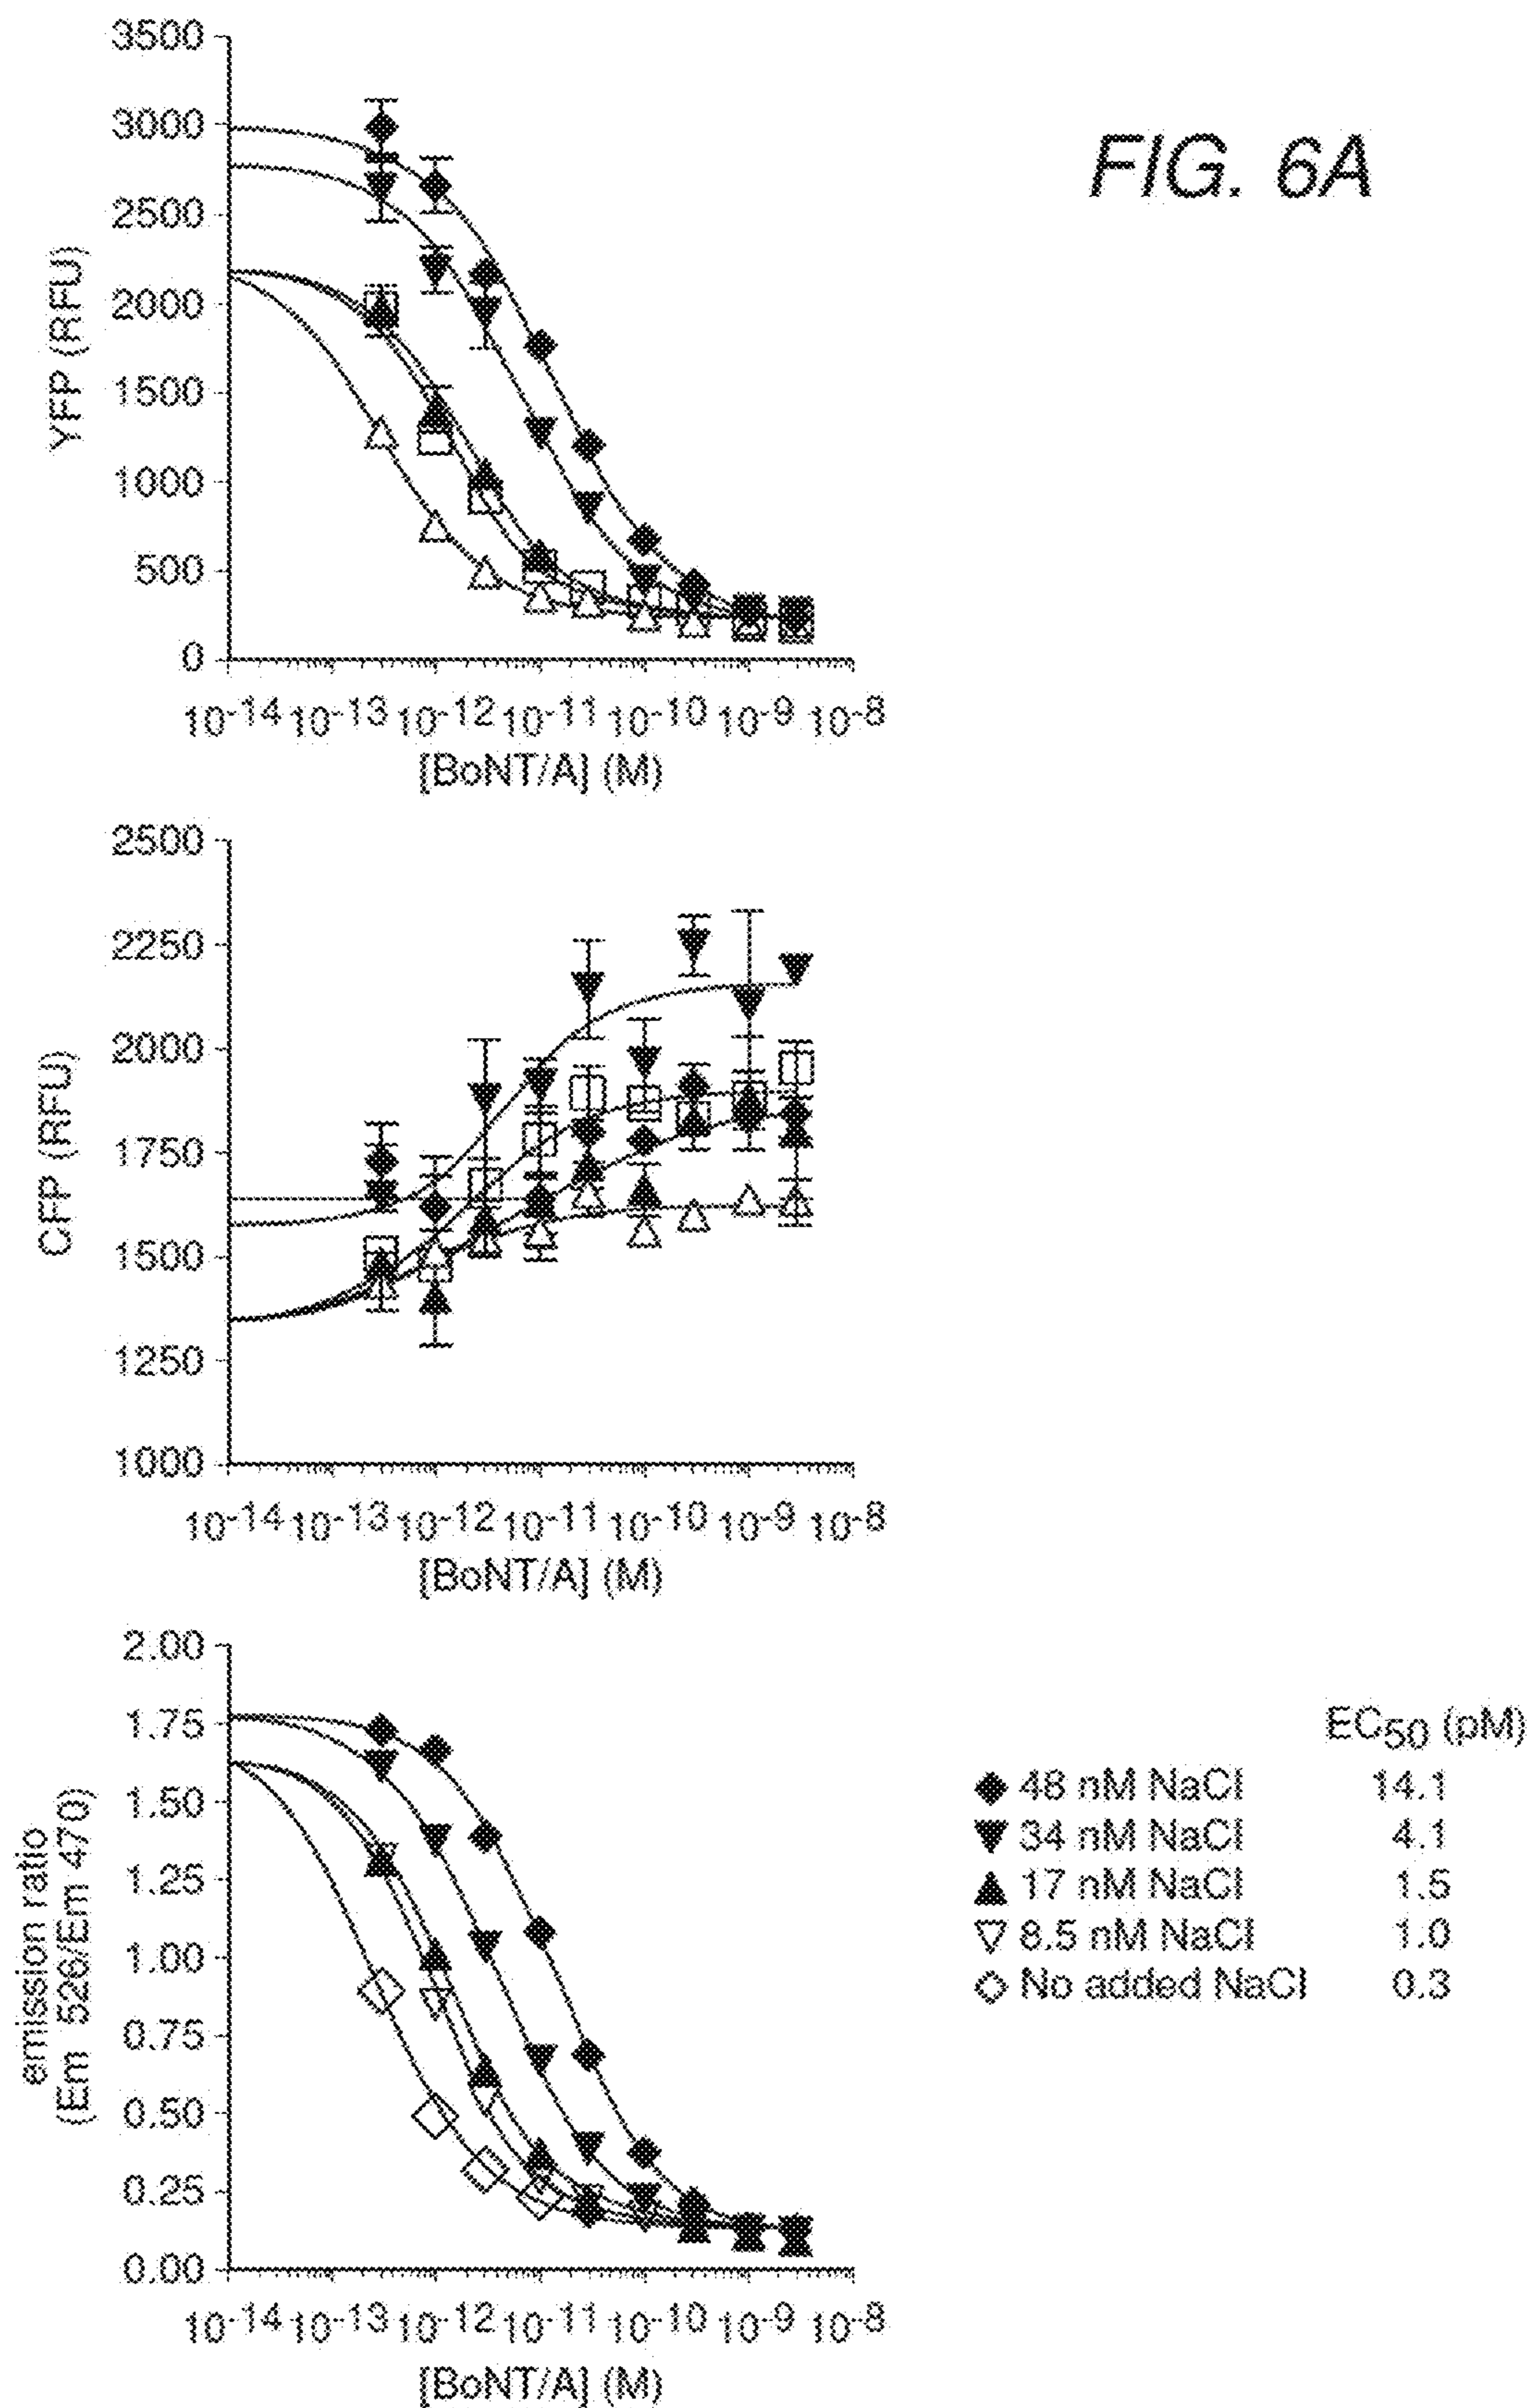 FIG. 6A
3500
3000
2500
2000
1500
1000
500
0
YFP (RFU)
10-14 10-13 10-12 10-11 10-10 10-9 10-8
[BoNT/A] (M)
2500
2250
2000
1750
1500
1250
1000
CFP (RFU)
10-14 10-13 10-12 10-11 10-10 10-9 10-8
[BoNT/A] (M)
2.00
1.75
1.50
1.25
1.00
0.75
0.50
0.25
0.00
emission ratio
(Em 526/Em 470)
10-14 10-13 10-12 10-11 10-10 10-9 10-8
[BoNT/A] (M)
EC50 (pM)
48 nM NaCl 14.1
34 nM NaCl 4.1
17 nM NaCl 1.5
8.5 nM NaCl 1.0
No added NaCl 0.3